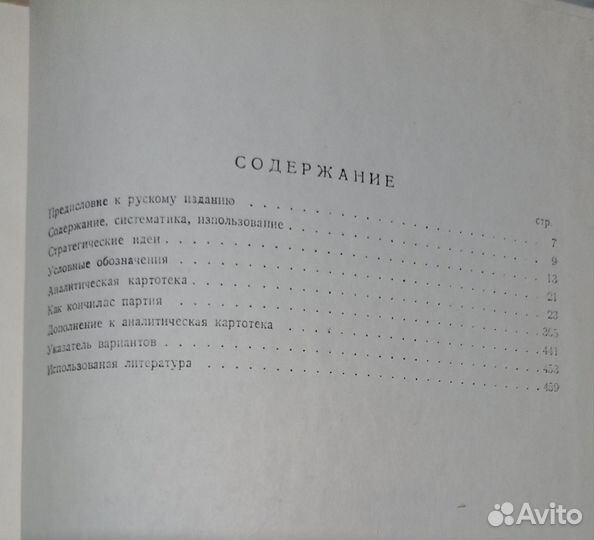 СОДЕРЖАНИЕ
стр.
Предисловие к рускому изданию . . . 7
Содержание, систематика, использование . . . 9
Стратегические идеи . . . 13
Условные обозначения . . . 21
Аналитическая картотека . . . 23
Как кончилас партия . . . 365
Дополнение к аналитическая картотека . . . 441
Указатель вариантов . . . 453
Использованая литература . . . 459
Avito